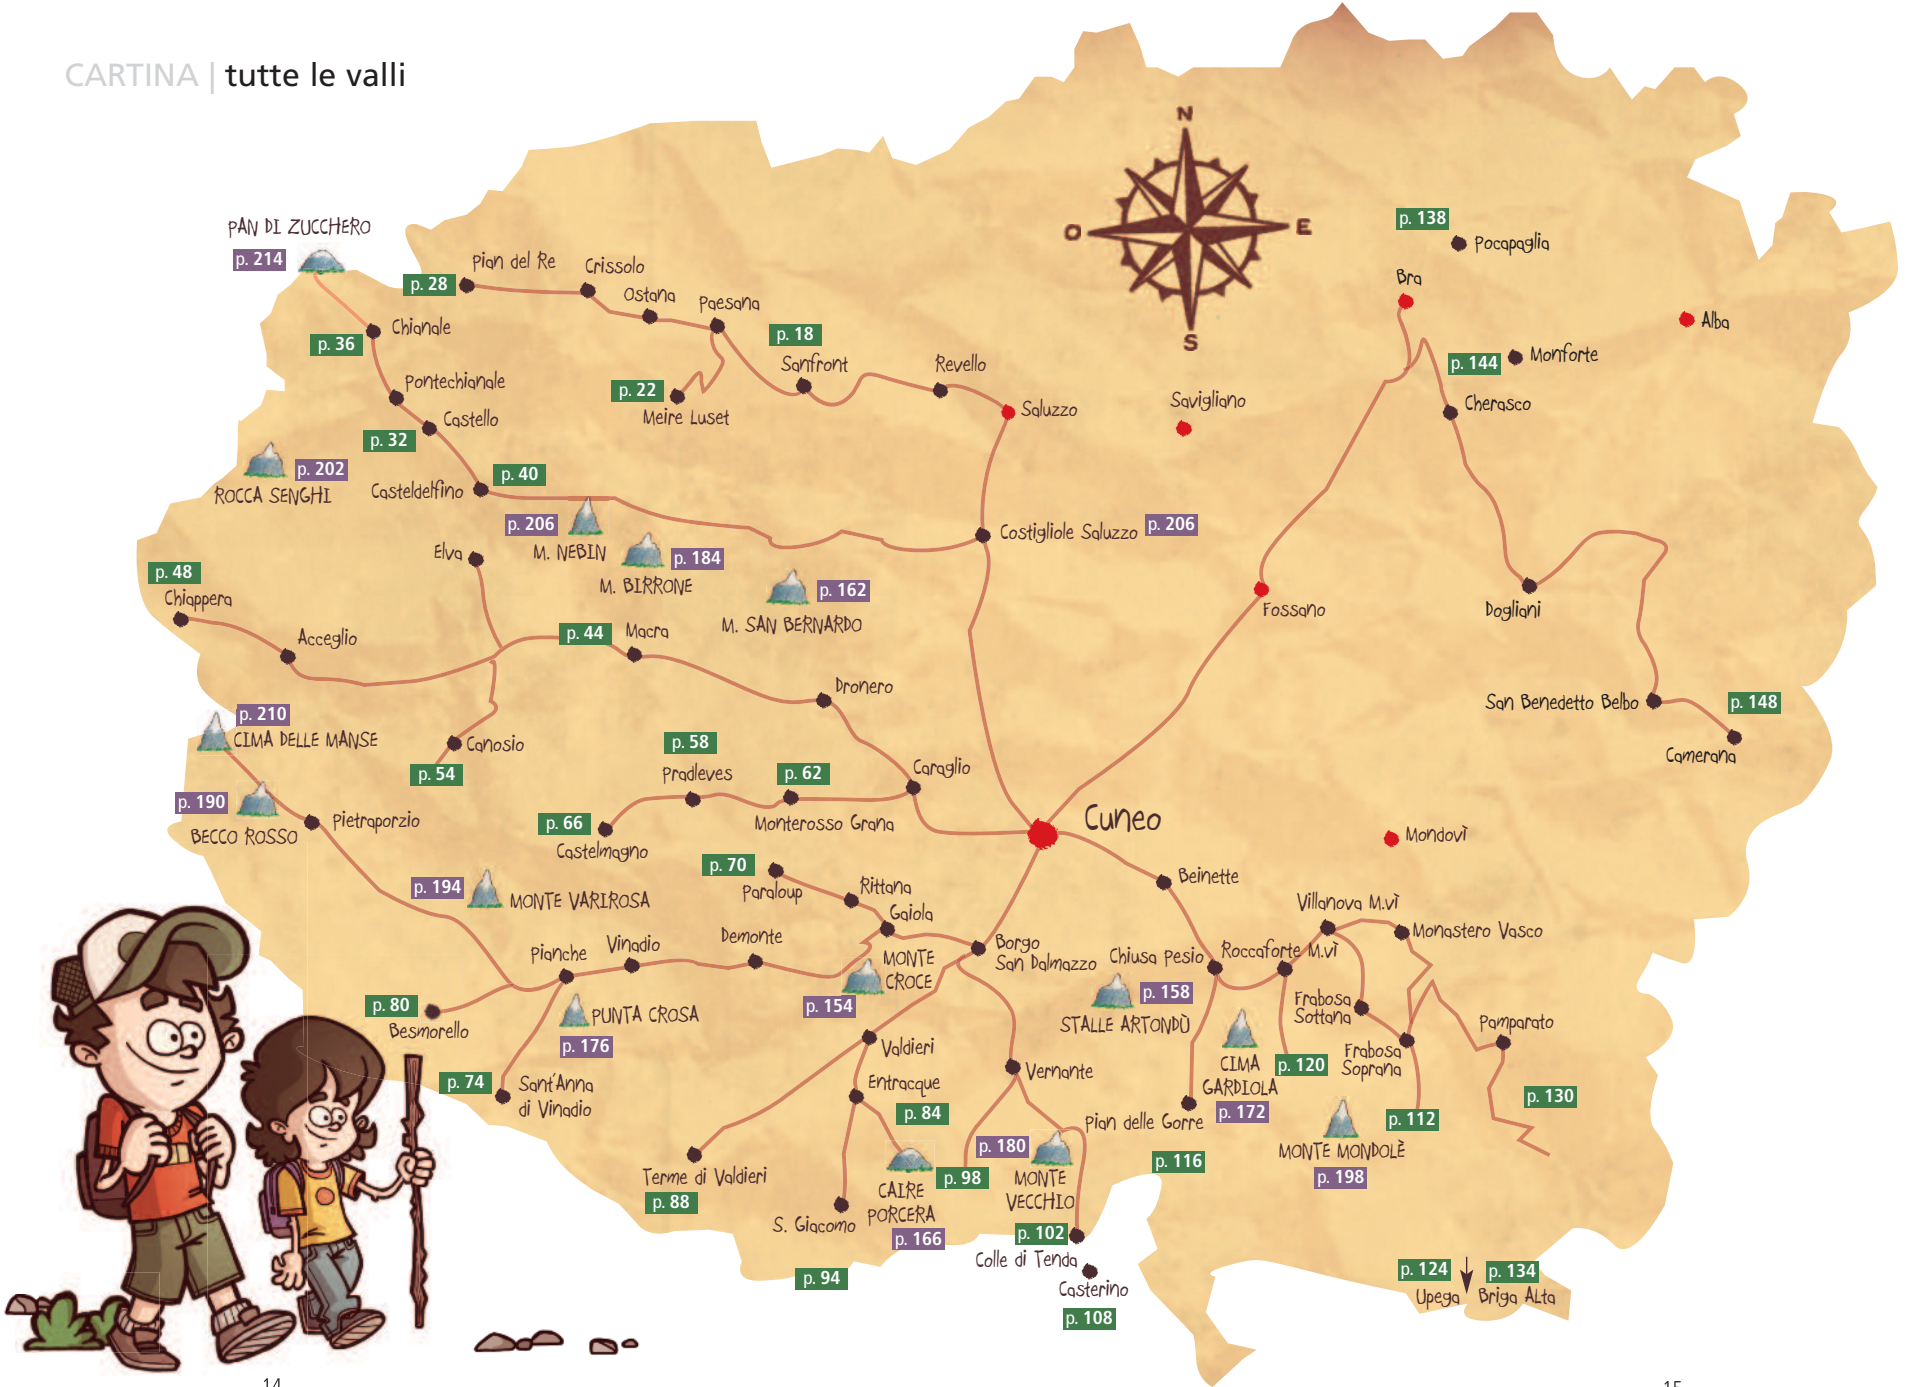 CARTINA | tutte le valli
N
O
E
S
PAN DI ZUCCHERO
p. 214
p. 28
Pian del Re
Crissolo
Ostana
Paesana
p. 138
Pocapaglia
Bra
Alba
Chianale
p. 36
p. 18
Sanfront
Revello
p. 144
Monforte
Pontechianale
p. 22
Meire Luset
Saluzzo
Savigliano
Cherasco
Castello
p. 32
p. 202
ROCCA SENGHI
Casteldelfino
p. 40
p. 206
M. NEBIN
Costigliole Saluzzo
p. 206
Elva
p. 184
M. BIRRONE
p. 48
Chiappera
p. 162
M. SAN BERNARDO
Fossano
Dogliani
Acceglio
p. 44
Macra
Dronero
San Benedetto Belbo
p. 148
Camerana
p. 210
CIMA DELLE MANSE
Canosio
p. 54
p. 58
Pradleves
p. 62
Monterosso Grana
Caraglio
p. 190
BECCO ROSSO
Pietraporzio
p. 66
Castelmagno
Cuneo
Mondovì
p. 70
Paraloup
Rittana
Gaiola
Beinette
p. 194
MONTE VARIROSA
Villanova M.vì
Monastero Vasco
Pianche
Vinadio
Demonte
MONTE
CROCE
p. 154
Borgo
San Dalmazzo
Chiusa Pesio
Roccaforte M.vì
p. 80
Besmorello
PUNTA CROSA
p. 176
p. 158
STALLE ARTONDÙ
Frabosa
Sottana
Frabosa
Soprana
Pamparato
Valdieri
Vernante
CIMA
GARDIOLA
p. 172
p. 120
p. 74
Sant'Anna
di Vinadio
Entracque
p. 84
Pian delle Gorre
p. 116
p. 112
p. 130
MONTE MONDOLÈ
p. 198
Terme di Valdieri
p. 88
p. 180
MONTE
VECCHIO
p. 98
CAIRE
PORCERA
p. 166
S. Giacomo
p. 94
p. 102
Colle di Tenda
Casterino
p. 108
p. 124
Upega
p. 134
Briga Alta
14
15